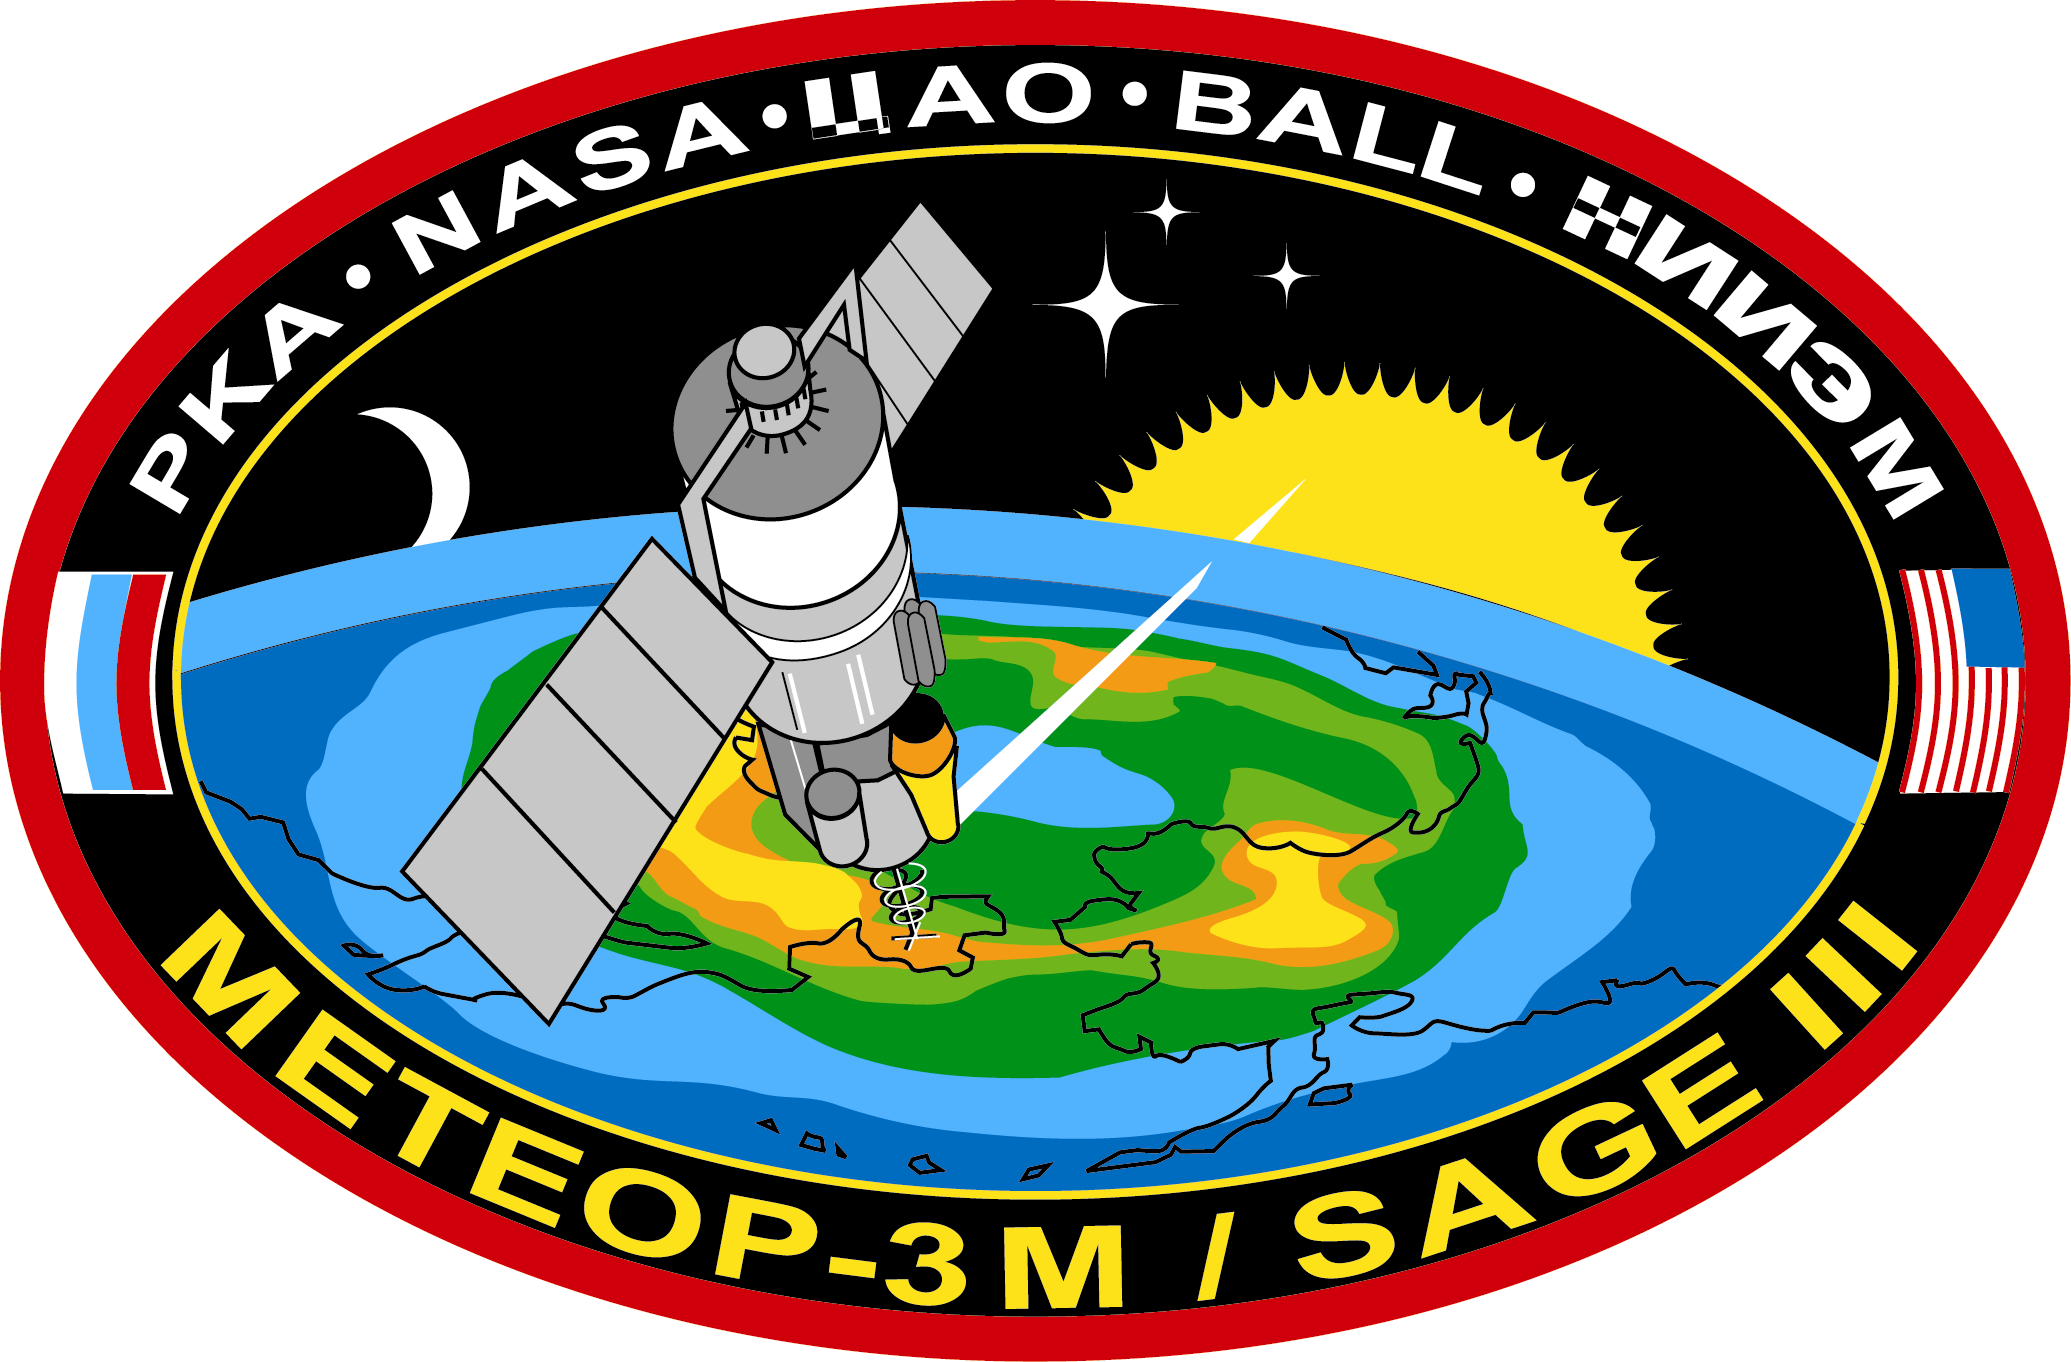 РКА • NASA • ЦАО • BALL • НИИЭМ
МЕТЕОР-3М / SAGE III